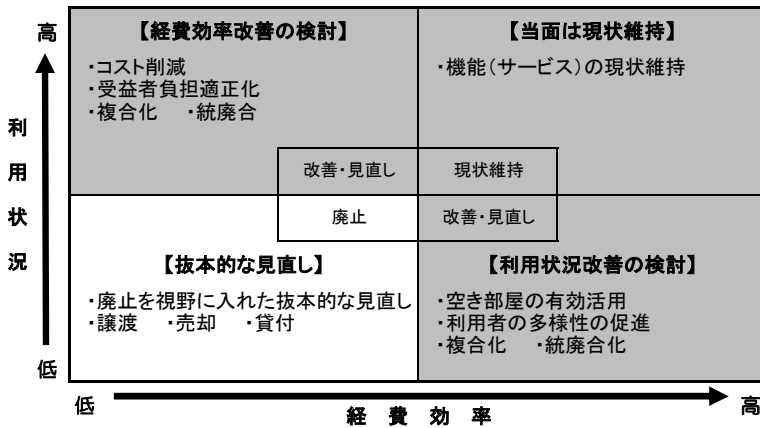 高
利
用
状
況
低
【経費効率改善の検討】
・コスト削減
・受益者負担適正化
・複合化　・統廃合
【当面は現状維持】
・機能（サービス）の現状維持
改善・見直し
現状維持
廃止
改善・見直し
【抜本的な見直し】
・廃止を視野に入れた抜本的な見直し
・譲渡　・売却　・貸付
【利用状況改善の検討】
・空き部屋の有効活用
・利用者の多様性の促進
・複合化　・統廃合化
低
経　費　効　率
高